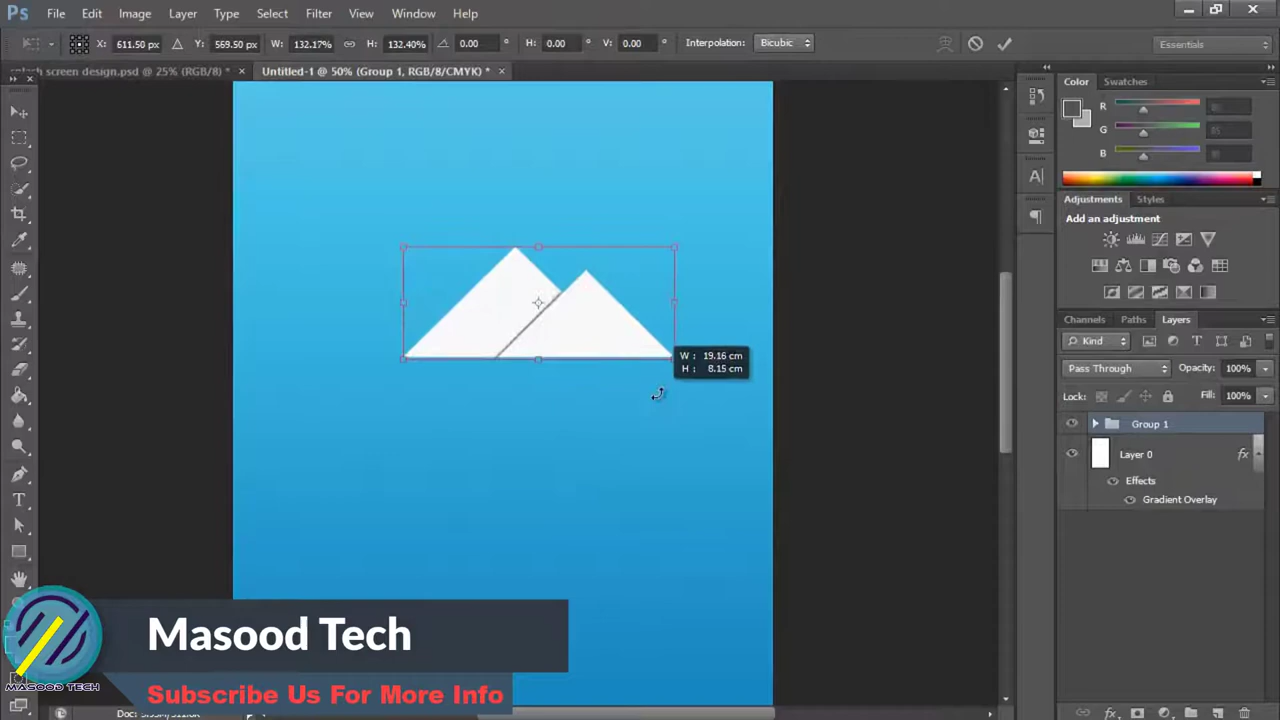 Ps File Edit Image Layer Type Select Filter View Window Help
X: 611.50 px Y: 569.50 px W: 132.17% H: 132.40% 0.00 ° H: 0.00 ° V: 0.00 ° Interpolation: Bicubic Essentials
splash screen design.psd @ 25% (RGB/8) * × Untitled-1 @ 50% (Group 1, RGB/8/CMYK) * ×
Color Swatches
R
G
B
Adjustments Styles
Add an adjustment
Channels Paths Layers
Kind
Pass Through Opacity: 100%
Lock: Fill: 100%
Group 1
Layer 0 fx
Effects
Gradient Overlay
W : 19.16 cm
H : 8.15 cm
Masood Tech
MASOOD TECH
Subscribe Us For More Info